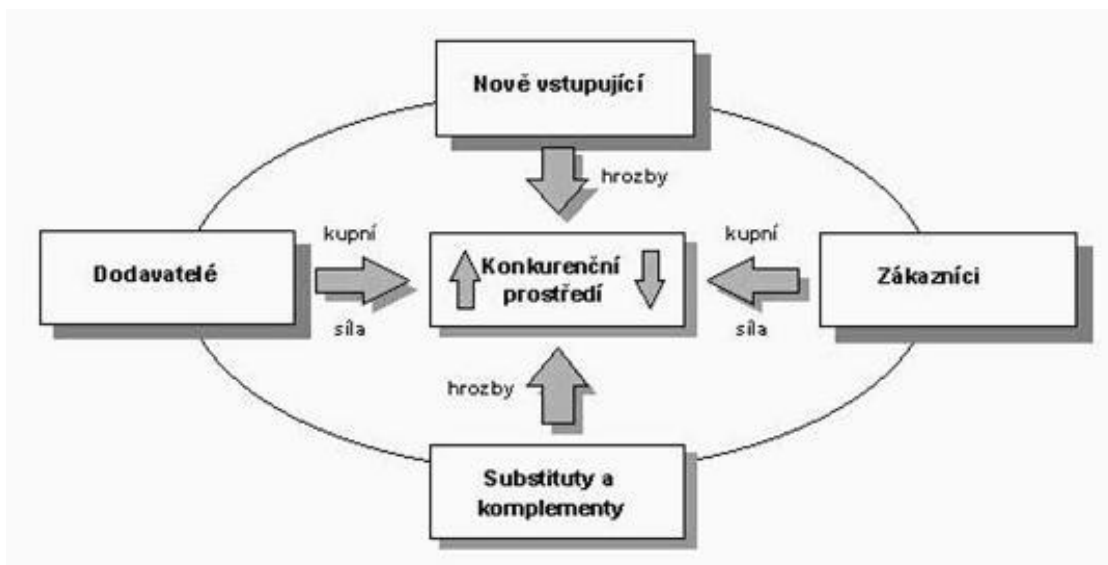 Nově vstupující
hrozby
kupní
Dodavatelé
síla
Konkurenční
prostředí
kupní
Zákazníci
síla
hrozby
Substituty a
komplementy